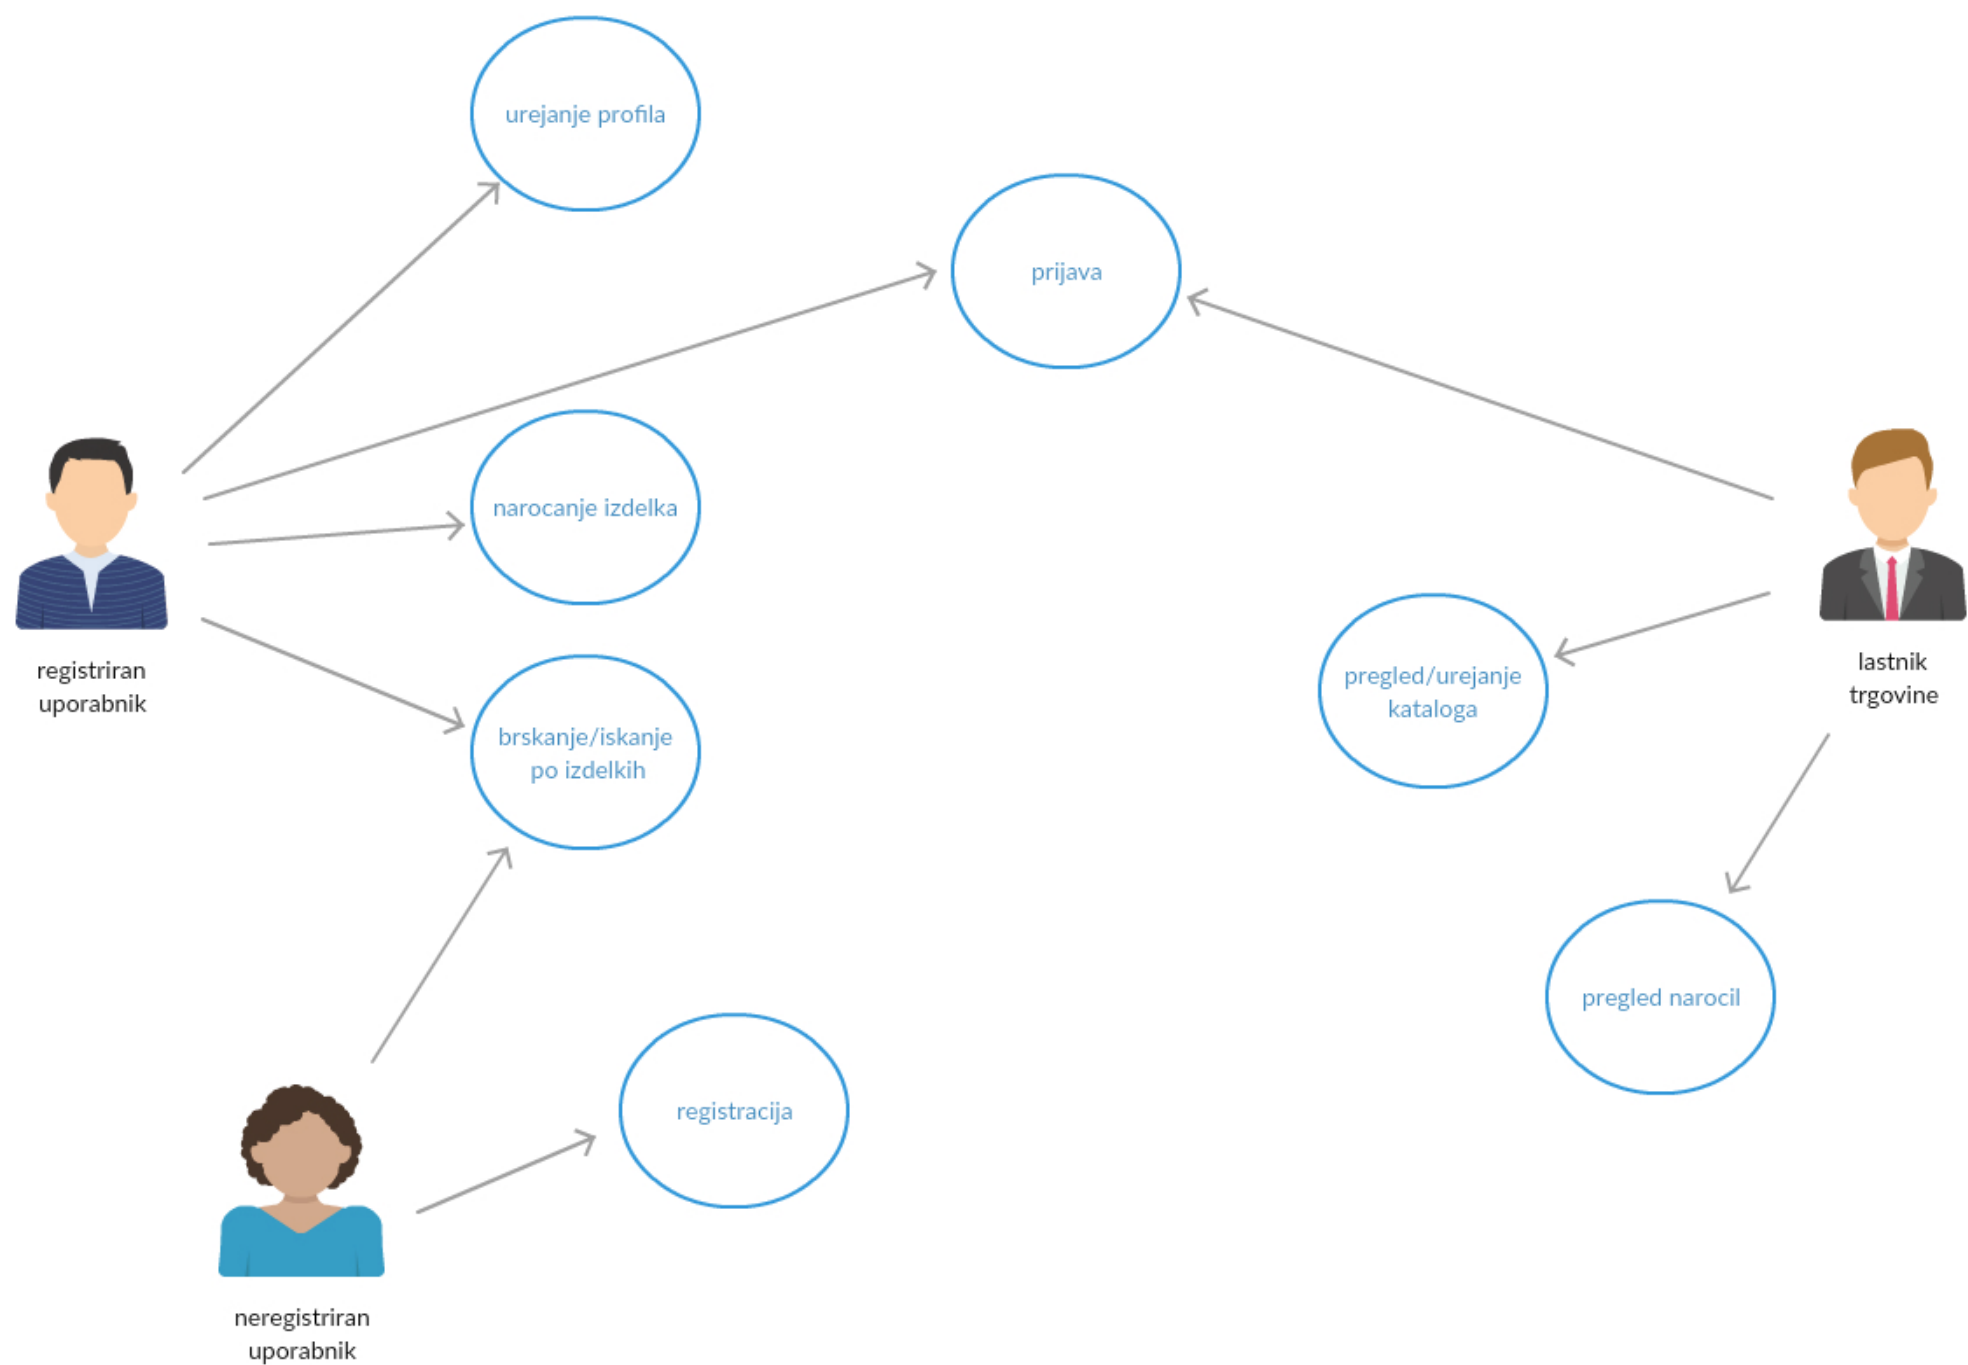 urejanje profila
prijava
narocanje izdelka
registriran
uporabnik
brskanje/iskanje
po izdelkih
lastnik
trgovine
pregled/urejanje
kataloga
pregled narocil
registracija
neregistriran
uporabnik